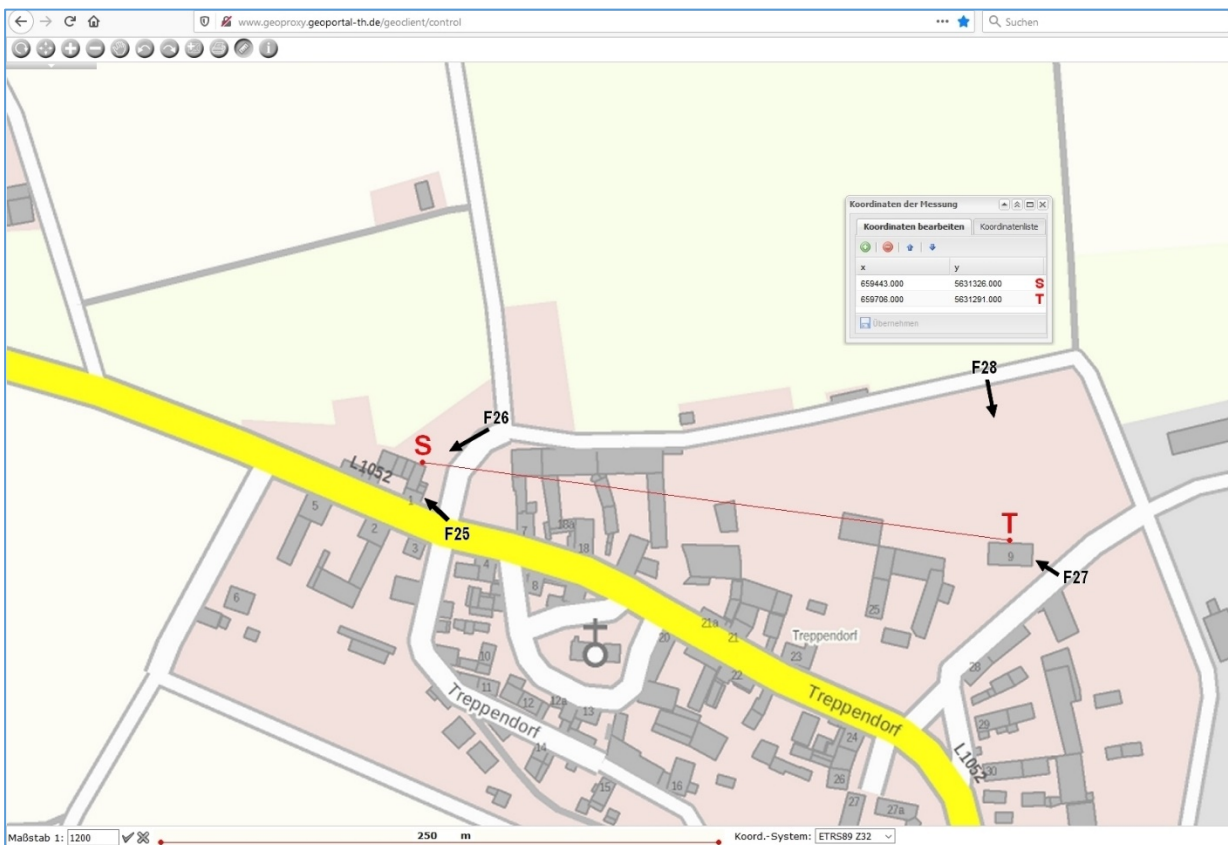 www.geoproxy.geoportal-th.de/geoclient/control
Suchen
Koordinaten der Messung
Koordinaten bearbeiten Koordinatenliste
x y
659443.000 5631326.000 S
659706.000 5631291.000 T
Übernehmen
F28
F26
S
L1052
1
F25
5
2
3
7
18a
18
T
9
F27
4
8
6
25
21a
21
20
Treppendorf
23
10
28
22
11
12
12a
13
Treppendorf
Treppendorf
29
24
14
L1052
30
26
15
16
27
27a
Maßstab 1: 1200
250 m
Koord.-System: ETRS89 Z32